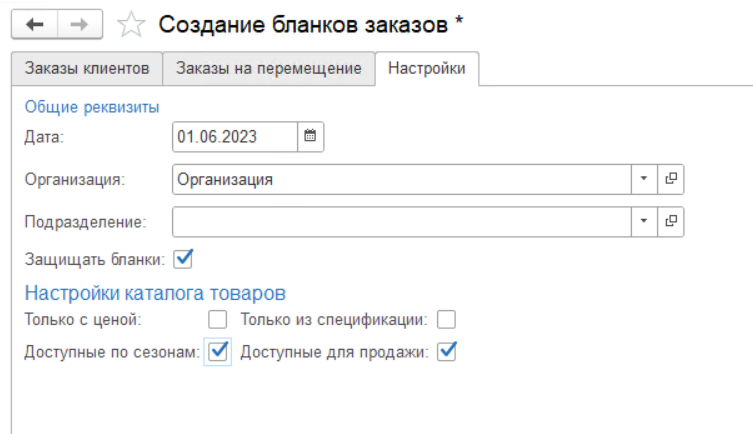 Создание бланков заказов *
Заказы клиентов Заказы на перемещение Настройки
Общие реквизиты
Дата: 01.06.2023
Организация: Организация
Подразделение:
Защищать бланки:
Настройки каталога товаров
Только с ценой: Только из спецификации:
Доступные по сезонам: Доступные для продажи: